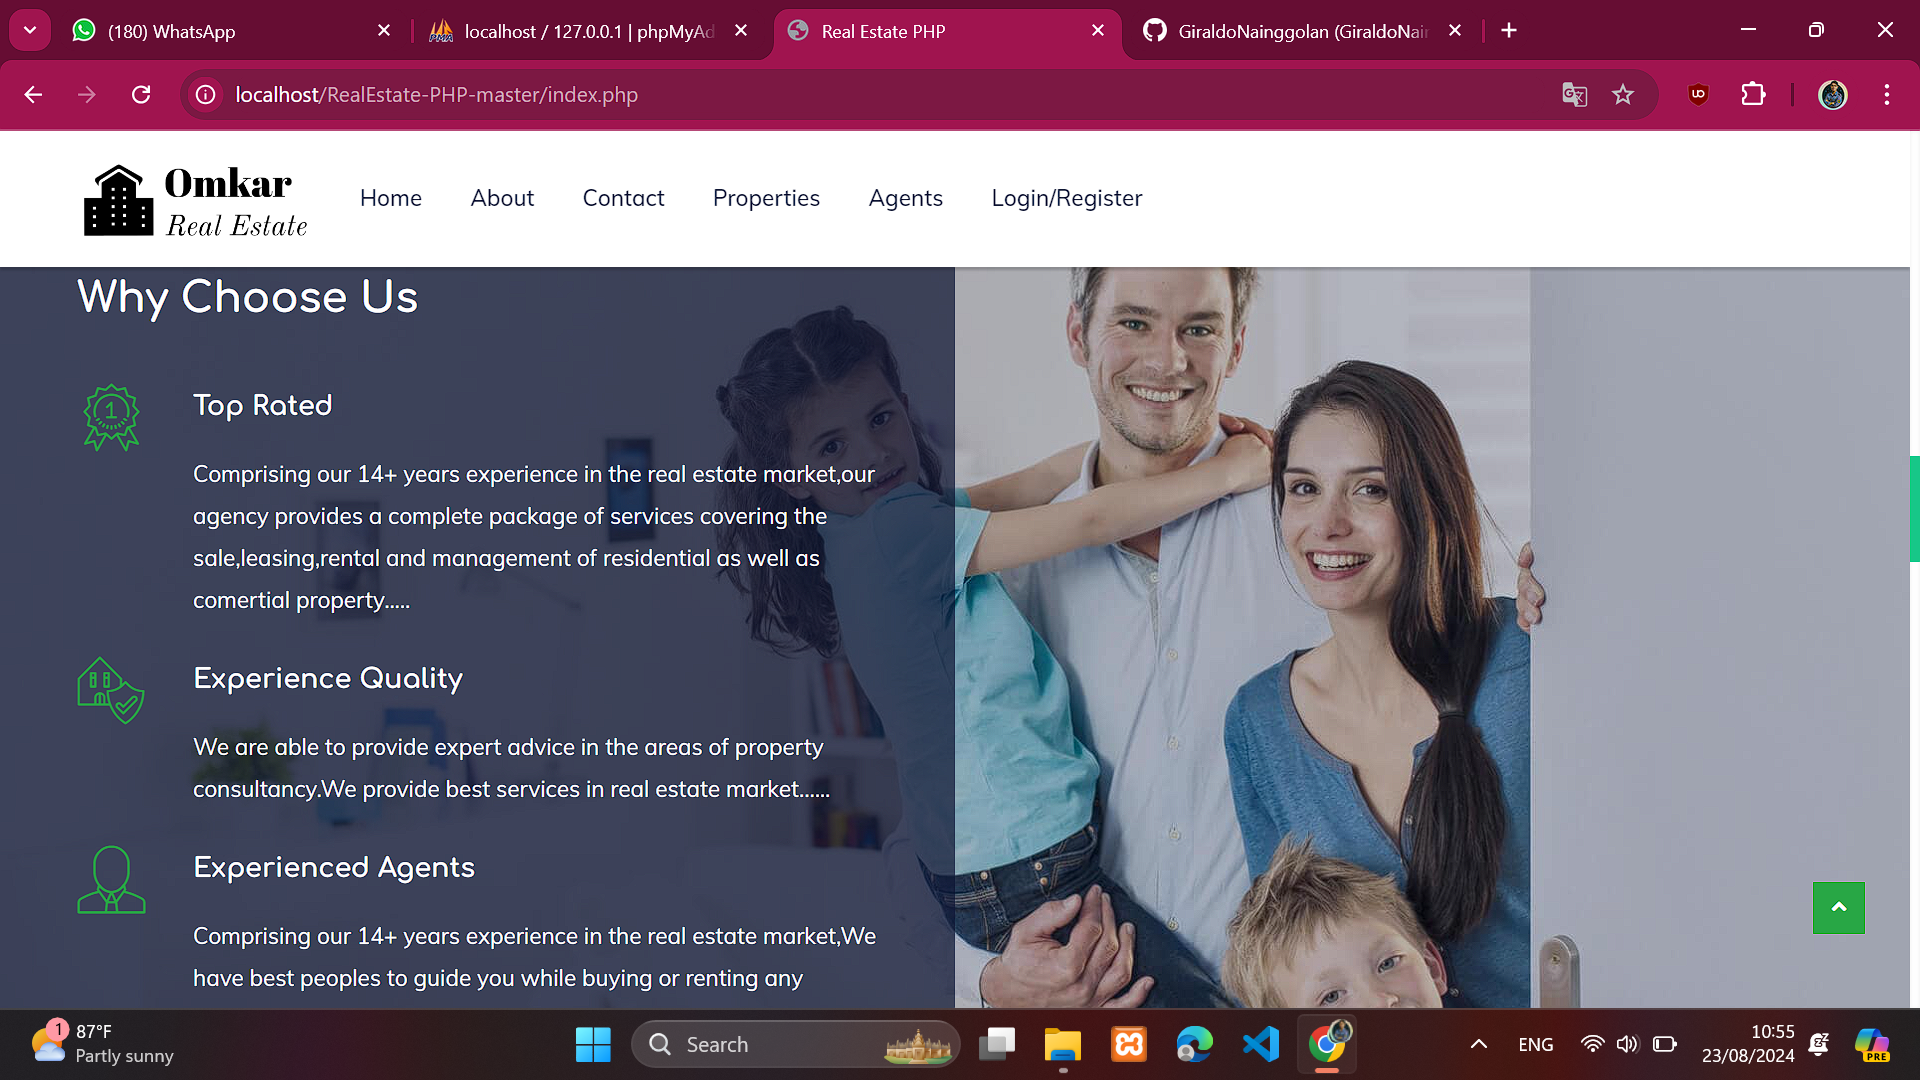 (180) WhatsApp
localhost / 127.0.0.1 | phpMyAd
Real Estate PHP
GiraldoNainggolan (GiraldoNain
localhost/RealEstate-PHP-master/index.php
Omkar
Real Estate
Home
About
Contact
Properties
Agents
Login/Register
Why Choose Us
1
Top Rated
Comprising our 14+ years experience in the real estate market,our
agency provides a complete package of services covering the
sale,leasing,rental and management of residential as well as
comertial property.....
Experience Quality
We are able to provide expert advice in the areas of property
consultancy.We provide best services in real estate market......
Experienced Agents
Comprising our 14+ years experience in the real estate market,We
have best peoples to guide you while buying or renting any
1
87°F
Partly sunny
Search
ENG
10:55
23/08/2024
PRE